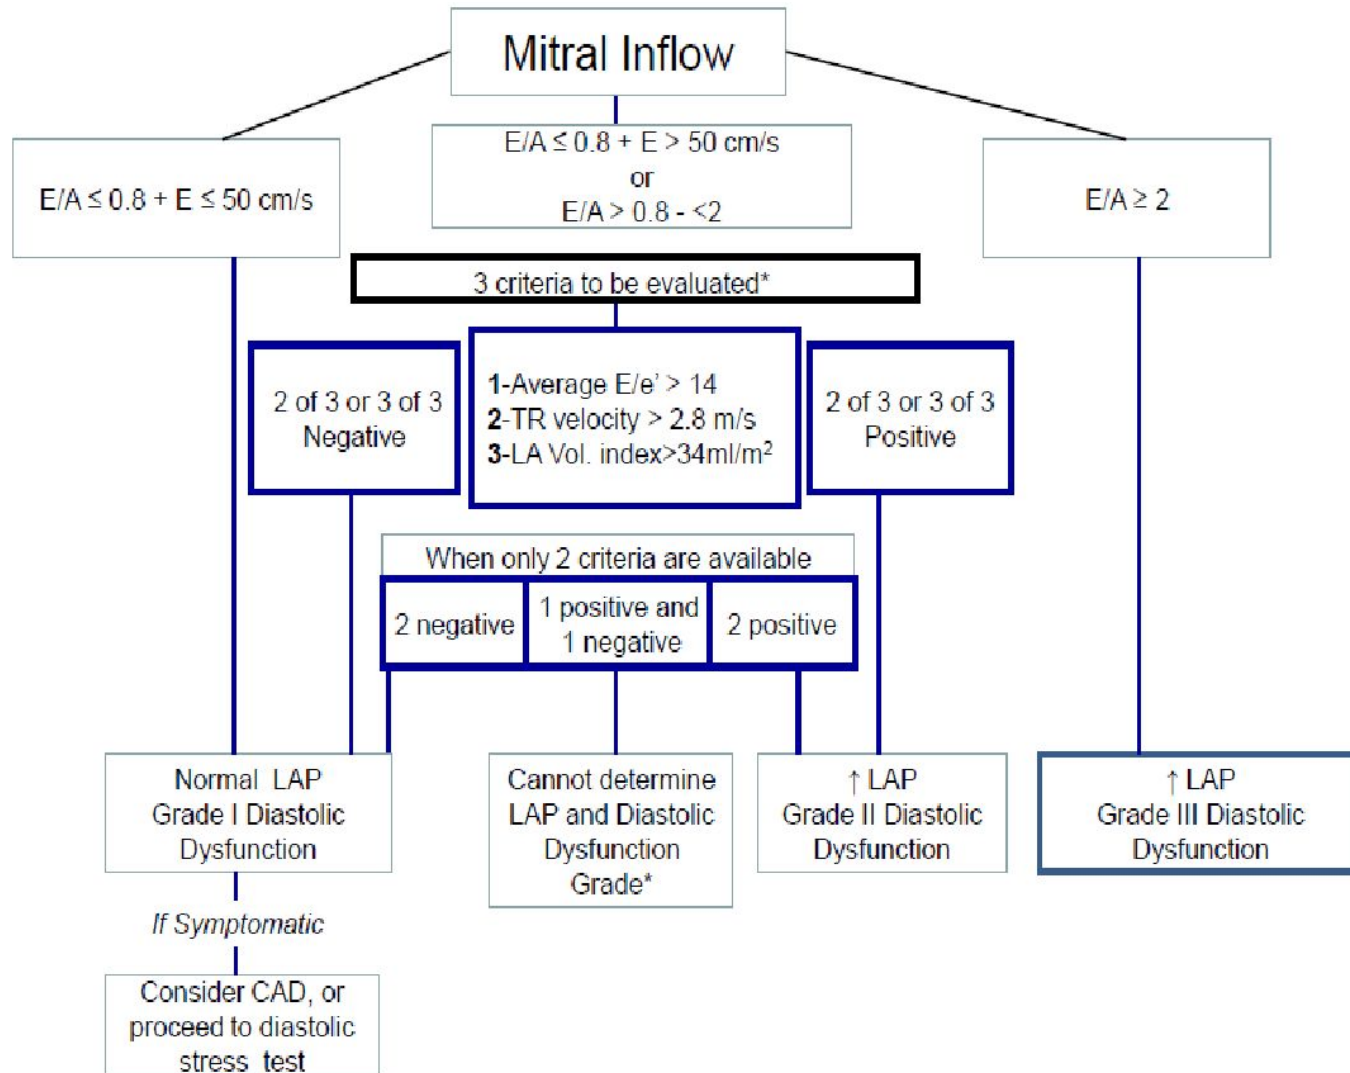 Mitral Inflow
E/A ≤ 0.8 + E ≤ 50 cm/s
E/A ≤ 0.8 + E > 50 cm/s
or
E/A > 0.8 - <2
E/A ≥ 2
3 criteria to be evaluated*
2 of 3 or 3 of 3
Negative
1-Average E/e' > 14
2-TR velocity > 2.8 m/s
3-LA Vol. index>34ml/m²
2 of 3 or 3 of 3
Positive
When only 2 criteria are available
2 negative
1 positive and
1 negative
2 positive
Normal LAP
Grade I Diastolic
Dysfunction
Cannot determine
LAP and Diastolic
Dysfunction
Grade*
↑ LAP
Grade II Diastolic
Dysfunction
↑ LAP
Grade III Diastolic
Dysfunction
If Symptomatic
Consider CAD, or
proceed to diastolic
stress test